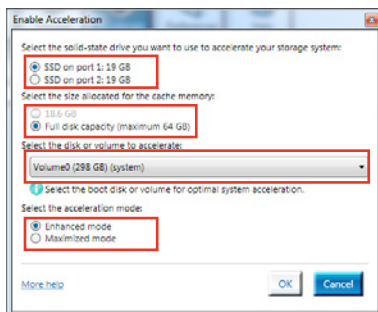 Enable Acceleration
Select the solid-state drive you want to use to accelerate your storage system:
SSD on port 1: 19 GB
SSD on port 2: 19 GB
Select the size allocated for the cache memory:
18.6 GB
Full disk capacity (maximum 64 GB)
Select the disk or volume to accelerate:
Volume0 (298 GB) (system)
Select the boot disk or volume for optimal system acceleration.
Select the acceleration mode:
Enhanced mode
Maximized mode
More help
OK
Cancel